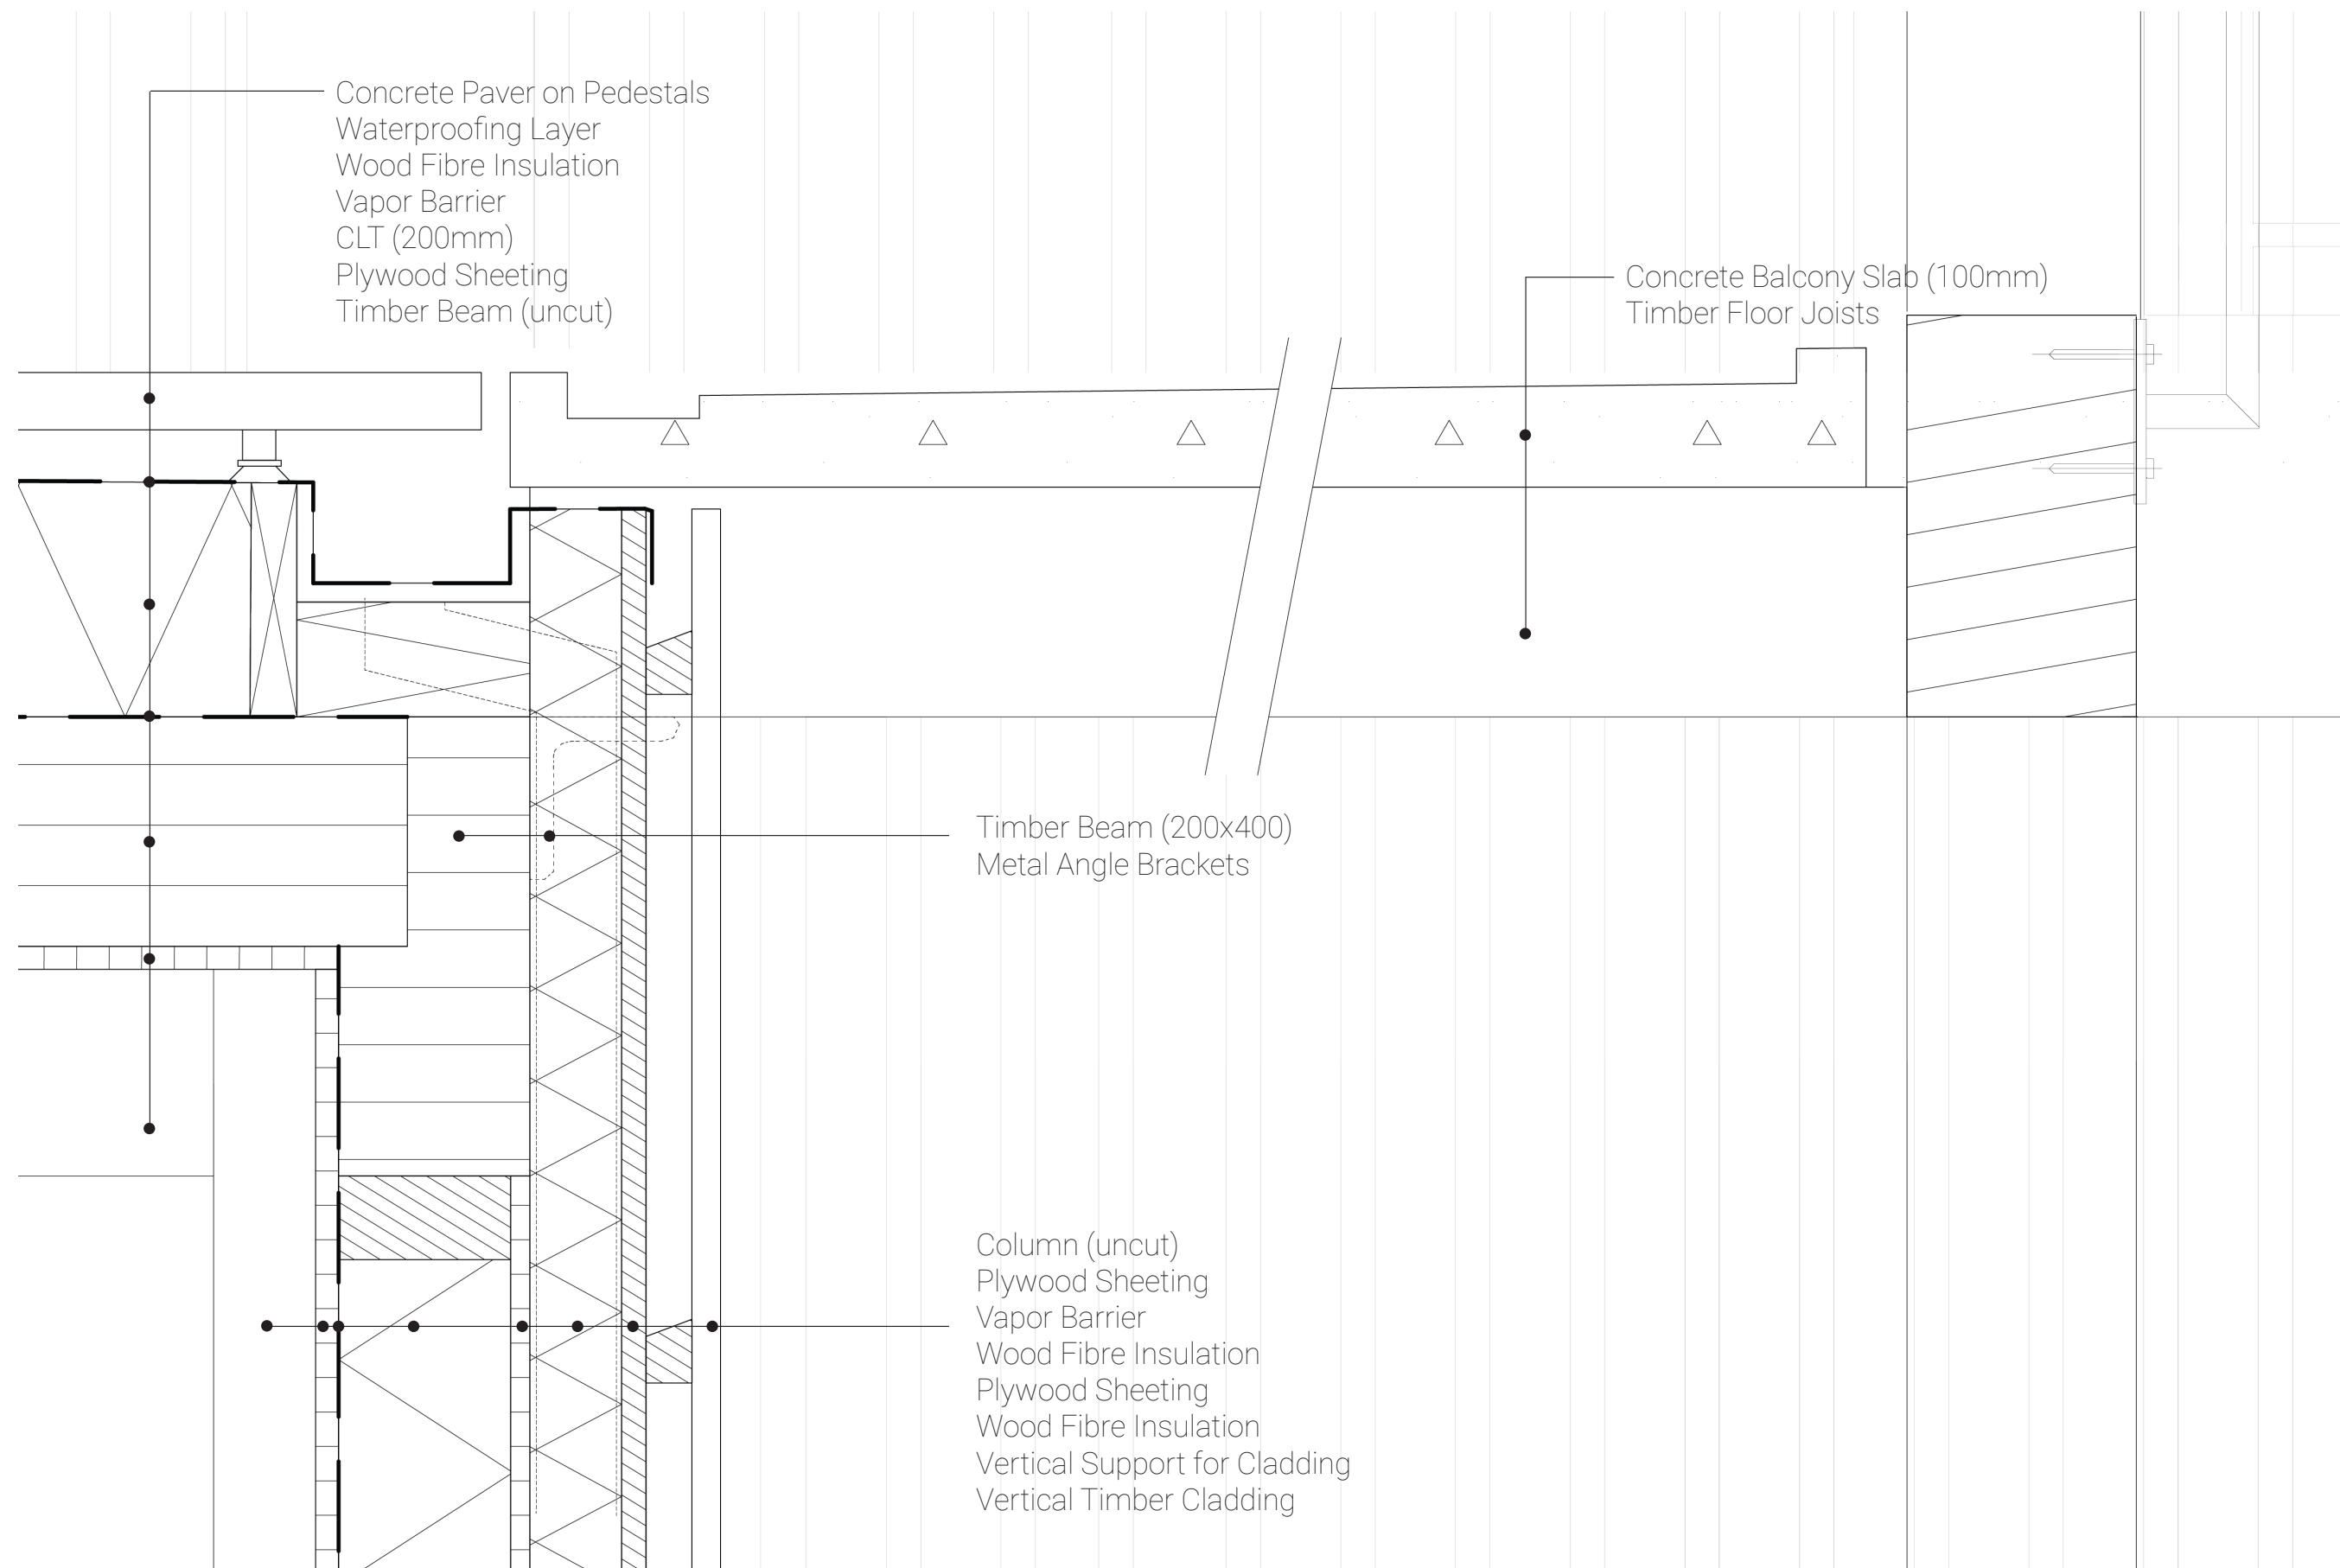 Concrete Paver on Pedestals
Waterproofing Layer
Wood Fibre Insulation
Vapor Barrier
CLT (200mm)
Plywood Sheeting
Timber Beam (uncut)
Concrete Balcony Slab (100mm)
Timber Floor Joists
Timber Beam (200x400)
Metal Angle Brackets
Column (uncut)
Plywood Sheeting
Vapor Barrier
Wood Fibre Insulation
Plywood Sheeting
Wood Fibre Insulation
Vertical Support for Cladding
Vertical Timber Cladding